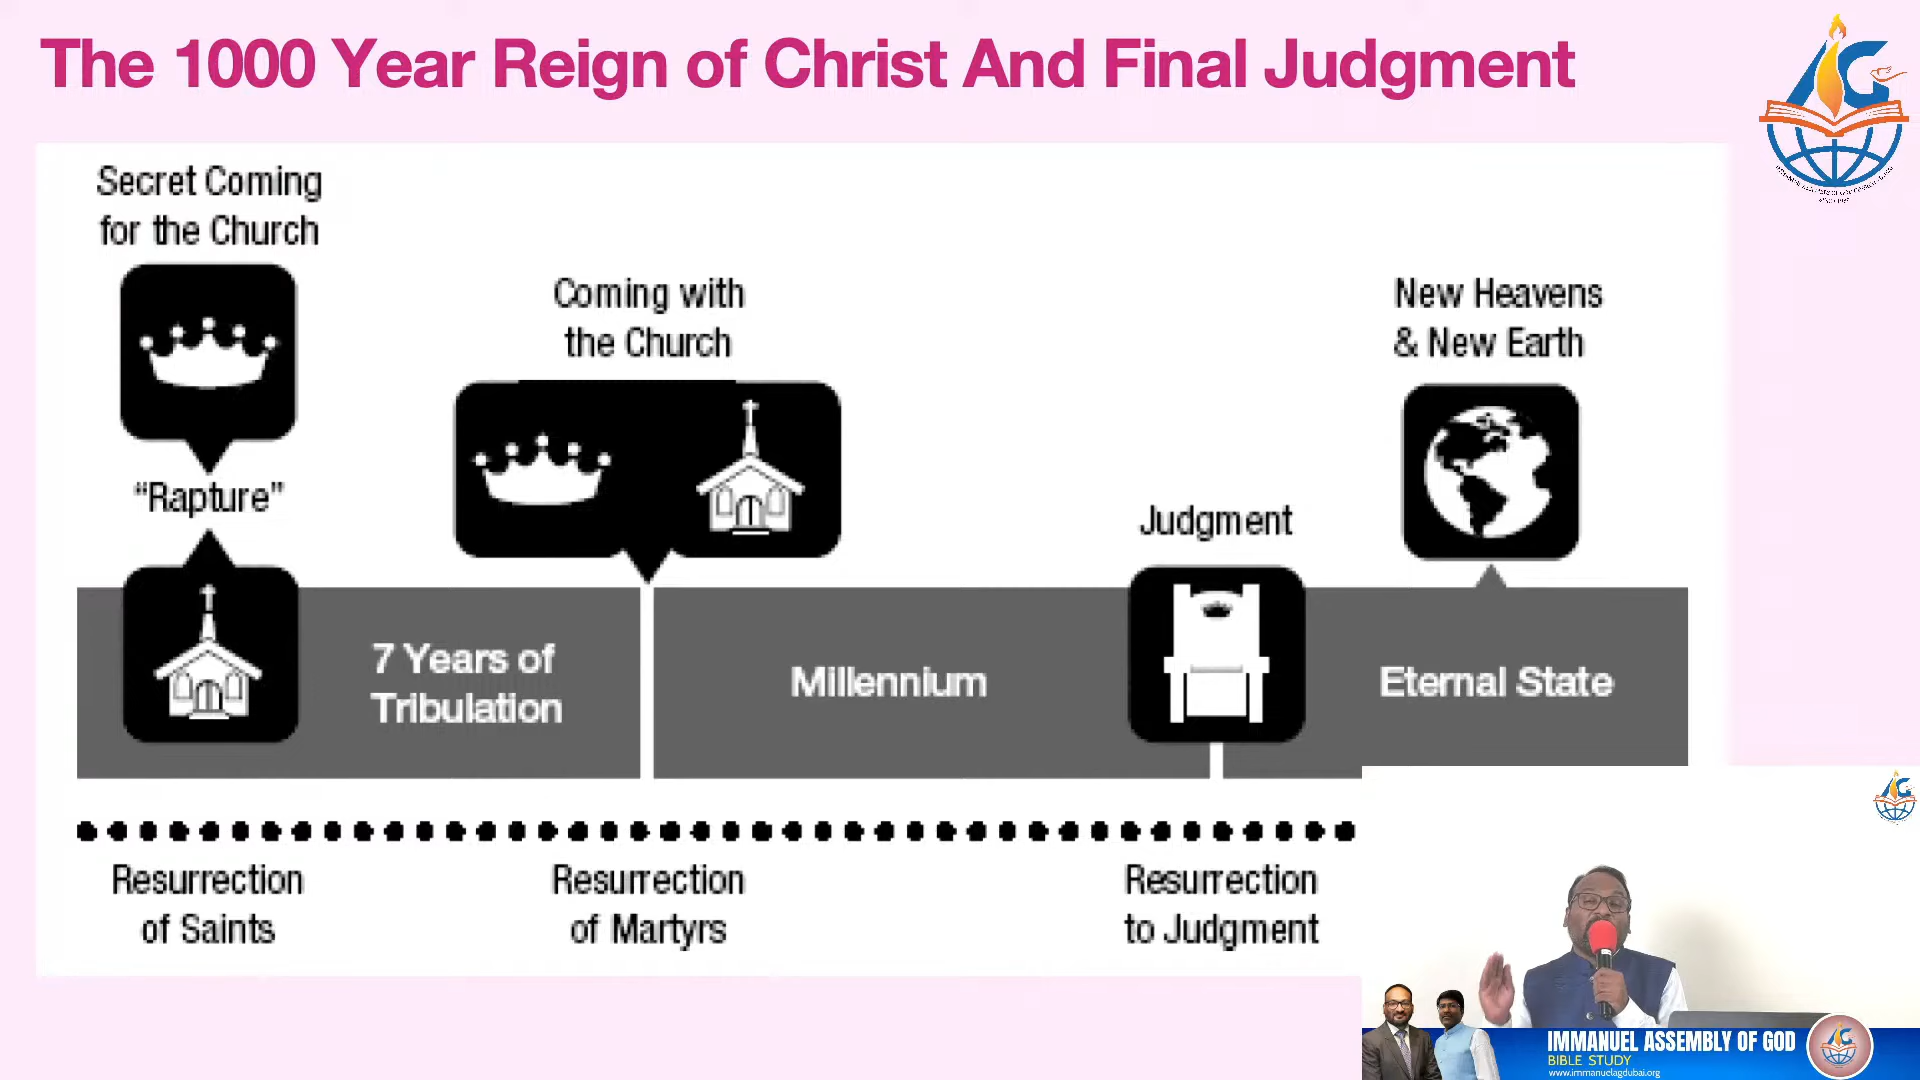 The 1000 Year Reign of Christ And Final Judgment
Secret Coming
for the Church
“Rapture”
Coming with
the Church
New Heavens
& New Earth
Judgment
7 Years of
Tribulation
Millennium
Eternal State
Resurrection
of Saints
Resurrection
of Martyrs
Resurrection
to Judgment
IMMANUEL ASSEMBLY OF GOD
BIBLE STUDY
www.immanuelagdubai.org